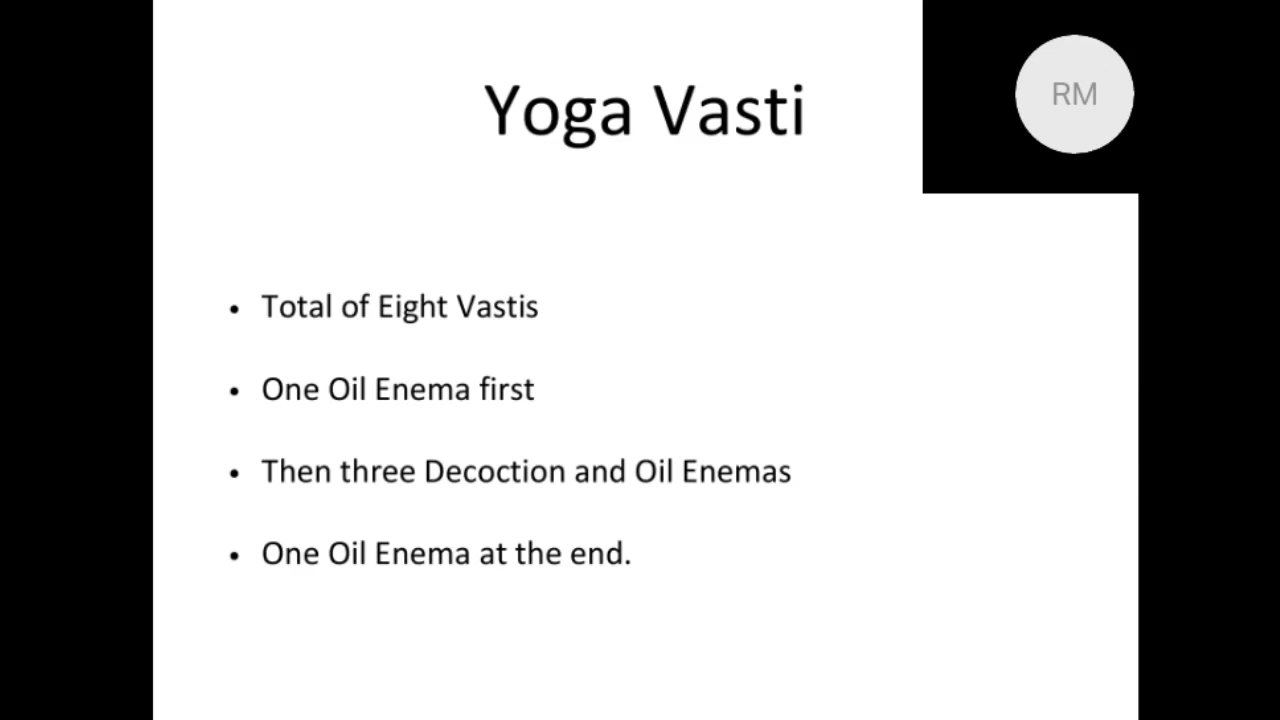 Yoga Vasti
RM
• Total of Eight Vastis
• One Oil Enema first
• Then three Decoction and Oil Enemas
• One Oil Enema at the end.